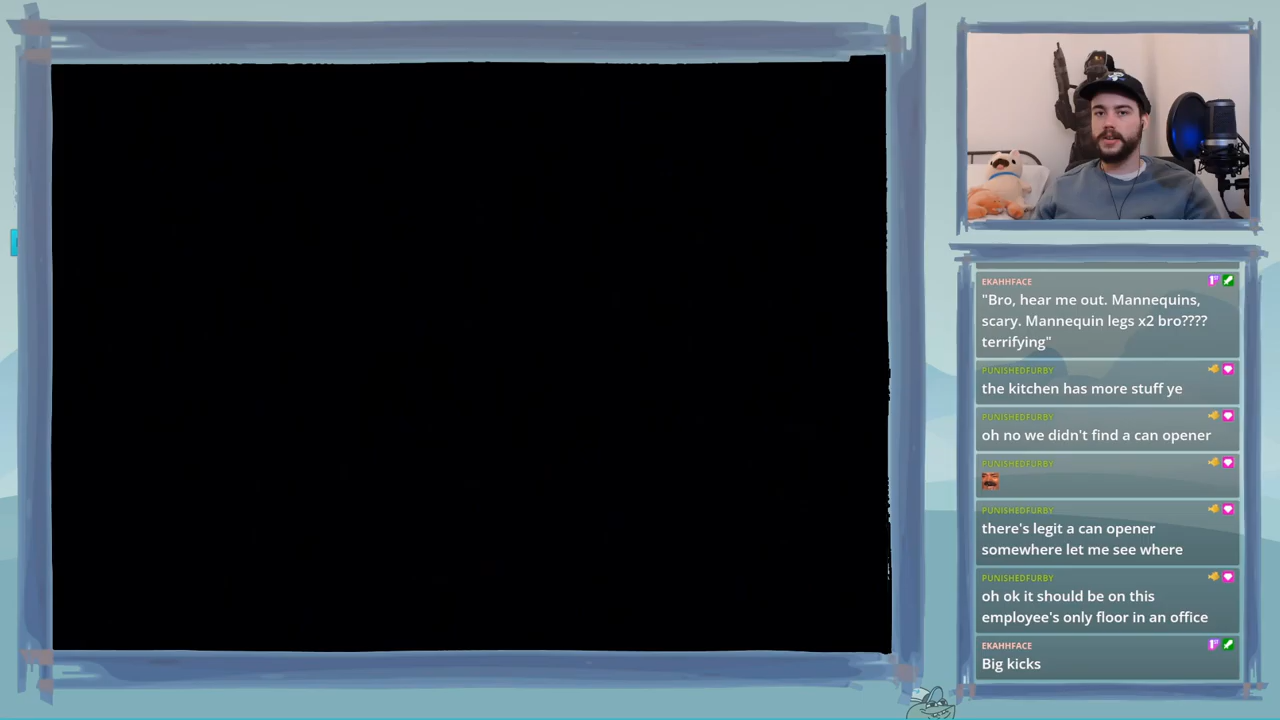 EKAHHFACE
"Bro, hear me out. Mannequins,
scary. Mannequin legs x2 bro????
terrifying"
PUNISHEDFURBY
the kitchen has more stuff ye
PUNISHEDFURBY
oh no we didn't find a can opener
PUNISHEDFURBY
PUNISHEDFURBY
there's legit a can opener
somewhere let me see where
PUNISHEDFURBY
oh ok it should be on this
employee's only floor in an office
EKAHHFACE
Big kicks